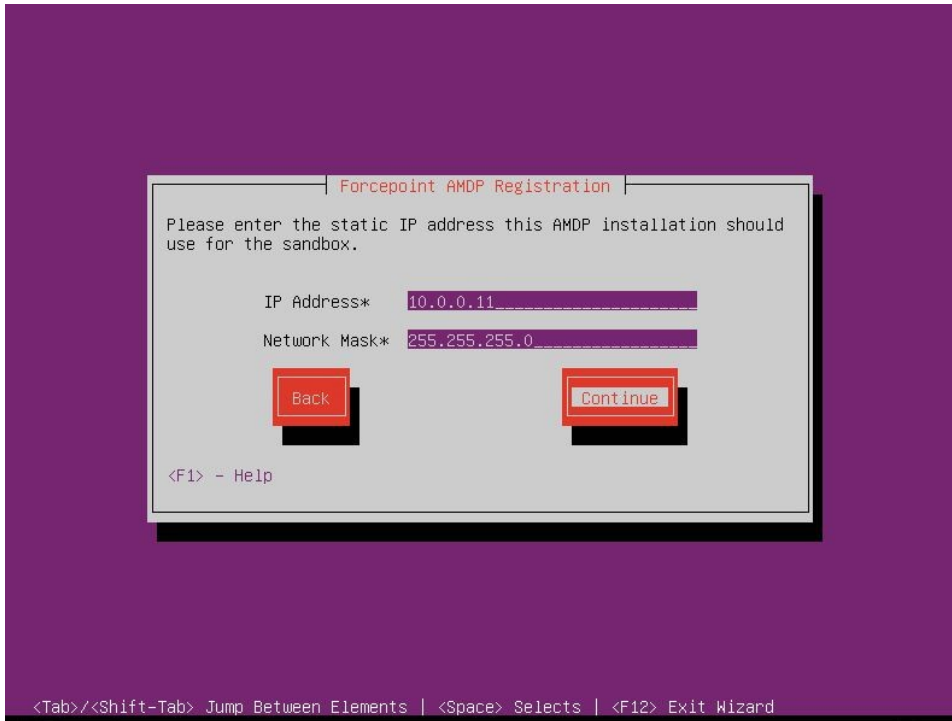 Forcepoint AMDP Registration
Please enter the static IP address this AMDP installation should
use for the sandbox.
IP Address* 10.0.0.11_____________________
Network Mask* 255.255.255.0_________________
Back Continue
<F1> - Help
<Tab>/<Shift-Tab> Jump Between Elements | <Space> Selects | <F12> Exit Wizard